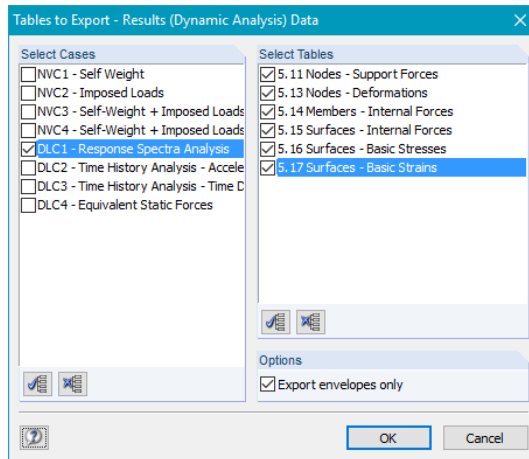 Tables to Export - Results (Dynamic Analysis) Data
Select Cases
NVC1 - Self Weight
NVC2 - Imposed Loads
NVC3 - Self-Weight + Imposed Loads
NVC4 - Self-Weight + Imposed Loads
DLC1 - Response Spectra Analysis
DLC2 - Time History Analysis - Accele
DLC3 - Time History Analysis - Time D
DLC4 - Equivalent Static Forces
Select Tables
5.11 Nodes - Support Forces
5.13 Nodes - Deformations
5.14 Members - Internal Forces
5.15 Surfaces - Internal Forces
5.16 Surfaces - Basic Stresses
5.17 Surfaces - Basic Strains
Options
Export envelopes only
OK
Cancel